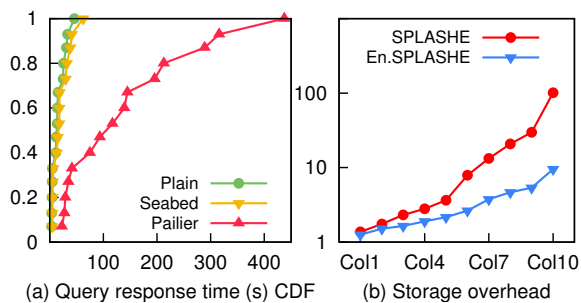 1
0.8
0.6
0.4
0.2
0
100 200 300 400
Plain
Seabed
Pailier
(a) Query response time (s) CDF
SPLASHE
En.SPLASHE
100
10
1
Col1 Col4 Col7 Col10
(b) Storage overhead